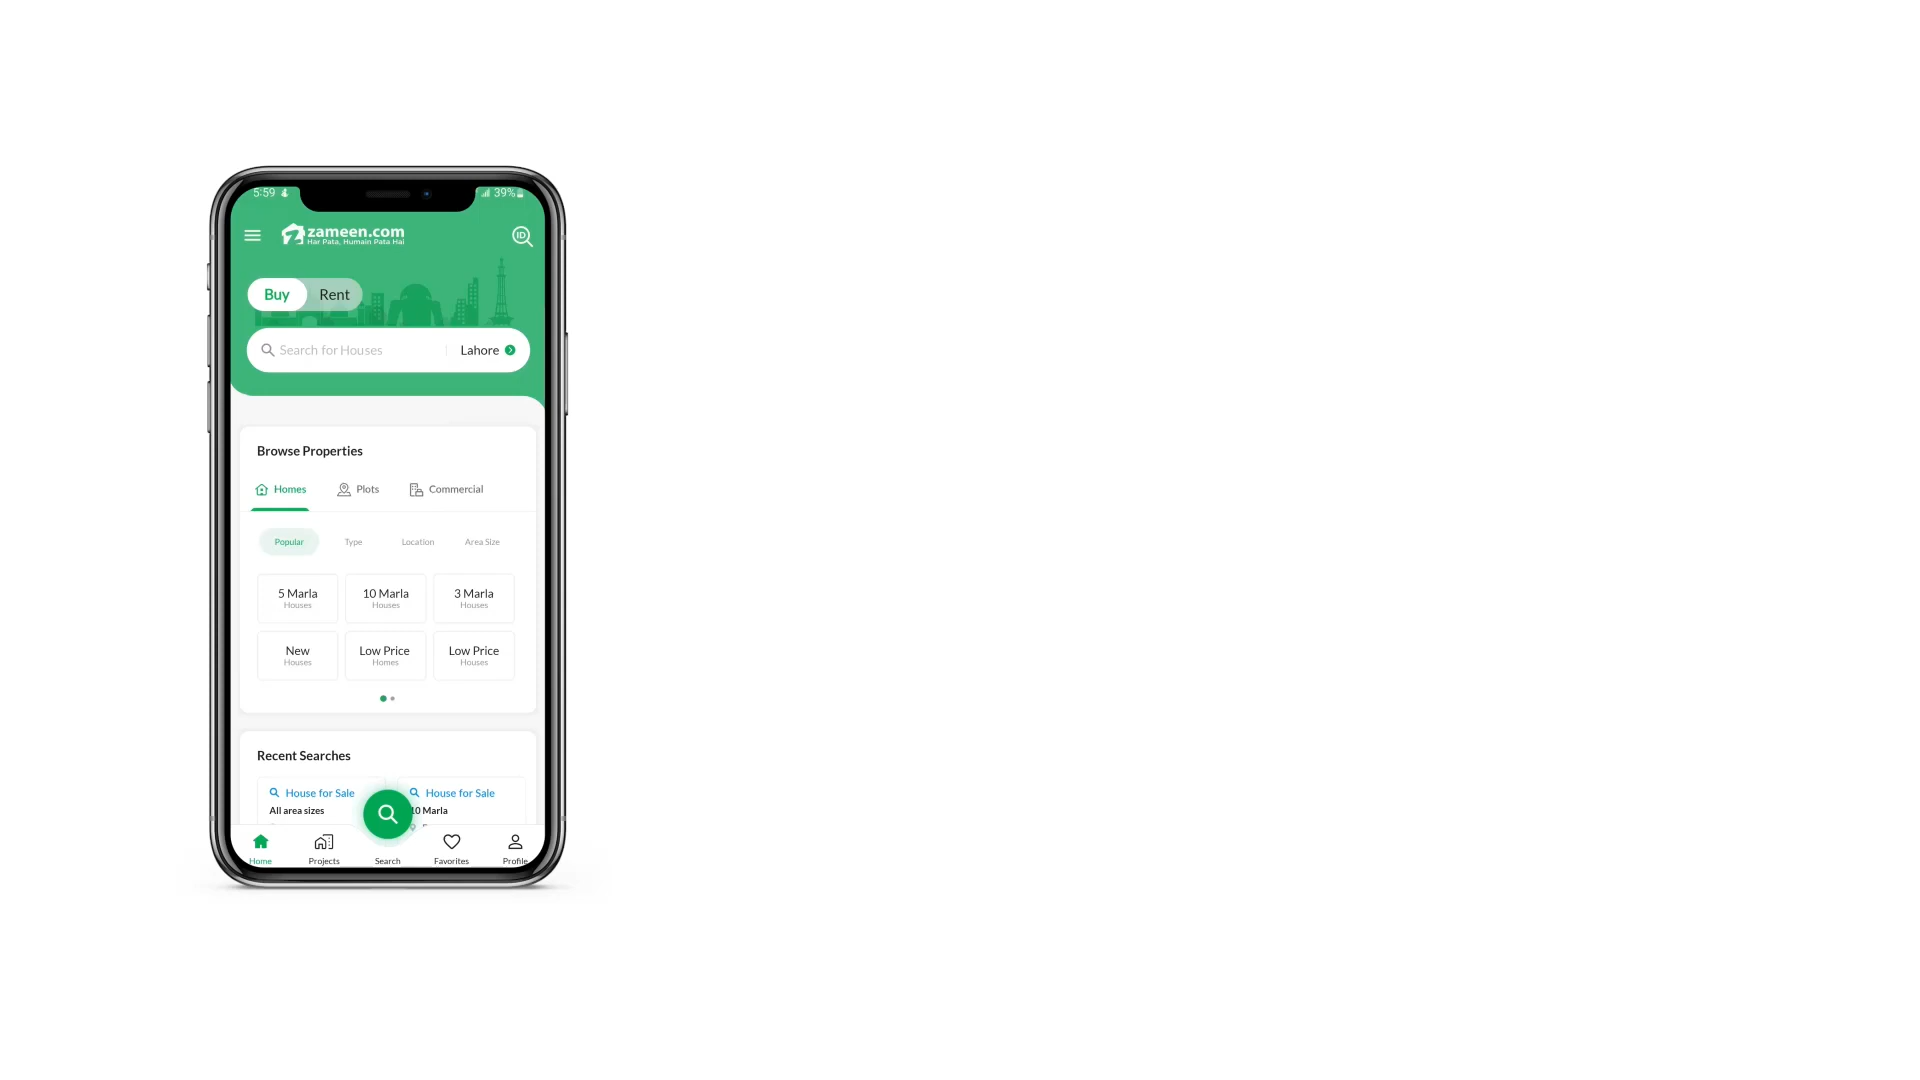 5:59
39%
zameen.com
Har Pata, Humain Pata Hai
ID
Buy
Rent
Search for Houses
Lahore
Browse Properties
Homes
Plots
Commercial
Popular
Type
Location
Area Size
5 Marla
Houses
10 Marla
Houses
3 Marla
Houses
New
Houses
Low Price
Homes
Low Price
Houses
Recent Searches
House for Sale
All area sizes
House for Sale
10 Marla
Home
Projects
Search
Favorites
Profile